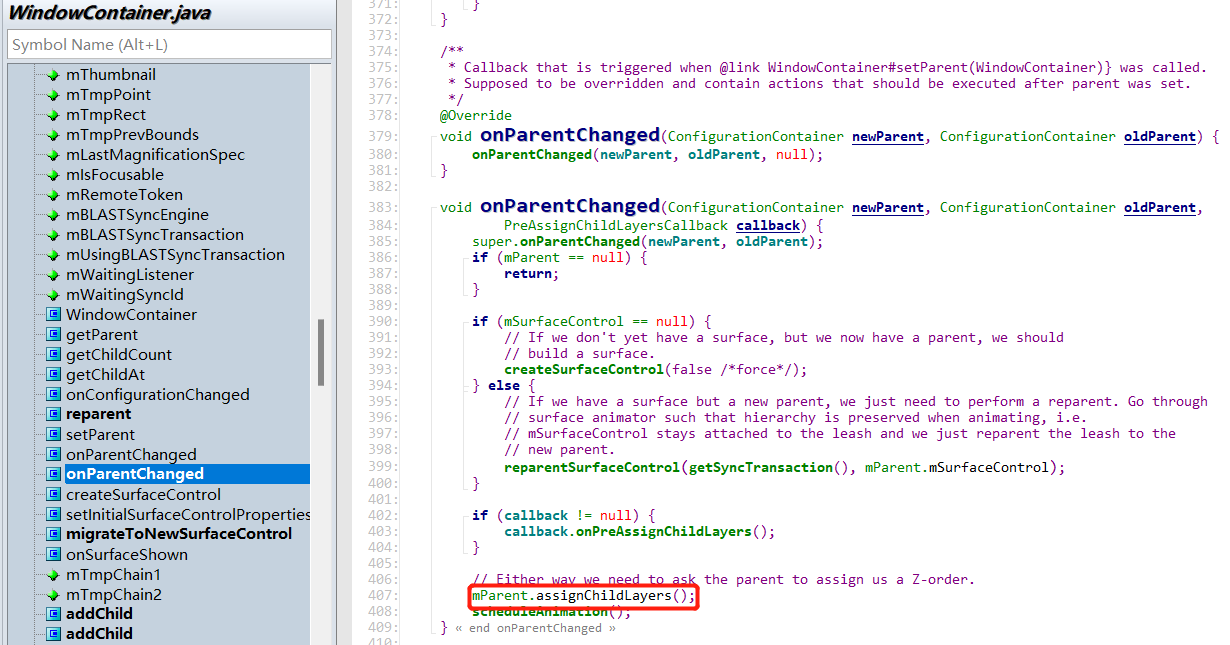 WindowContainer.java
Symbol Name (Alt+L)
mThumbnail
mTmpPoint
mTmpRect
mTmpPrevBounds
mLastMagnificationSpec
mIsFocusable
mRemoteToken
mBLASTSyncEngine
mBLASTSyncTransaction
mUsingBLASTSyncTransaction
mWaitingListener
mWaitingSyncId
WindowContainer
getParent
getChildCount
getChildAt
onConfigurationChanged
reparent
setParent
onParentChanged
onParentChanged
createSurfaceControl
setInitialSurfaceControlProperties
migrateToNewSurfaceControl
onSurfaceShown
mTmpChain1
mTmpChain2
addChild
addChild
371: }
372: }
373:
374: /**
375: * Callback that is triggered when @link WindowContainer#setParent(WindowContainer)} was called.
376: * Supposed to be overridden and contain actions that should be executed after parent was set.
377: */
378: @Override
379: void onParentChanged(ConfigurationContainer newParent, ConfigurationContainer oldParent) {
380: onParentChanged(newParent, oldParent, null);
381: }
382:
383: void onParentChanged(ConfigurationContainer newParent, ConfigurationContainer oldParent,
384: PreAssignChildLayersCallback callback) {
385: super.onParentChanged(newParent, oldParent);
386: if (mParent == null) {
387: return;
388: }
389:
390: if (mSurfaceControl == null) {
391: // If we don't yet have a surface, but we now have a parent, we should
392: // build a surface.
393: createSurfaceControl(false /*force*/);
394: } else {
395: // If we have a surface but a new parent, we just need to perform a reparent. Go through
396: // surface animator such that hierarchy is preserved when animating, i.e.
397: // mSurfaceControl stays attached to the leash and we just reparent the leash to the
398: // new parent.
399: reparentSurfaceControl(getSyncTransaction(), mParent.mSurfaceControl);
400: }
401:
402: if (callback != null) {
403: callback.onPreAssignChildLayers();
404: }
405:
406: // Either way we need to ask the parent to assign us a Z-order.
407: mParent.assignChildLayers();
408: scheduleAnimation();
409: } « end onParentChanged »
410: